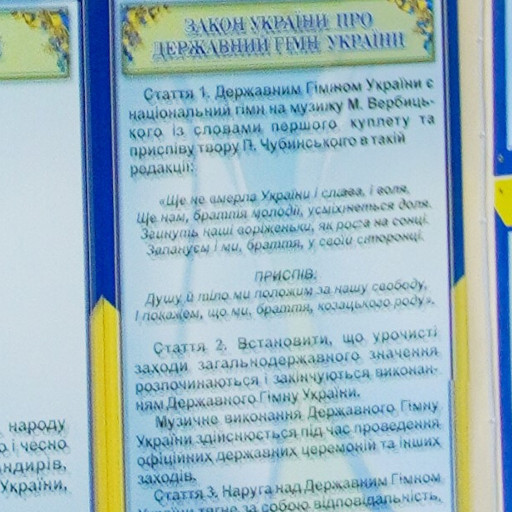 ЗАКОН УКРАЇНИ ПРО
ДЕРЖАВНИЙ ГІМН УКРАЇНИ
Стаття 1. Державним Гімном України є
національний гімн на музику М. Вербиць-
кого із словами першого куплету та
приспіву твору П. Чубинського в такій
редакції:
«Ще не вмерла України і слава, і воля,
Ще нам, браття молодії, усміхнеться доля.
Згинуть наші воріженьки, як роса на сонці.
Запануєм і ми, браття, у своїй сторонці.
ПРИСПІВ:
Душу й тіло ми положим за нашу свободу,
І покажем, що ми, браття, козацького роду».
Стаття 2. Встановити, що урочисті
заходи загальнодержавного значення
розпочинаються і закінчуються виконан-
ням Державного Гімну України.
Музичне виконання Державного Гімну
України здійснюється під час проведення
офіційних державних церемоній та інших
заходів.
Стаття 3. Наруга над Державним Гімном
України тягне за собою відповідальність,
народу
о і чесно
ндирів,
України,